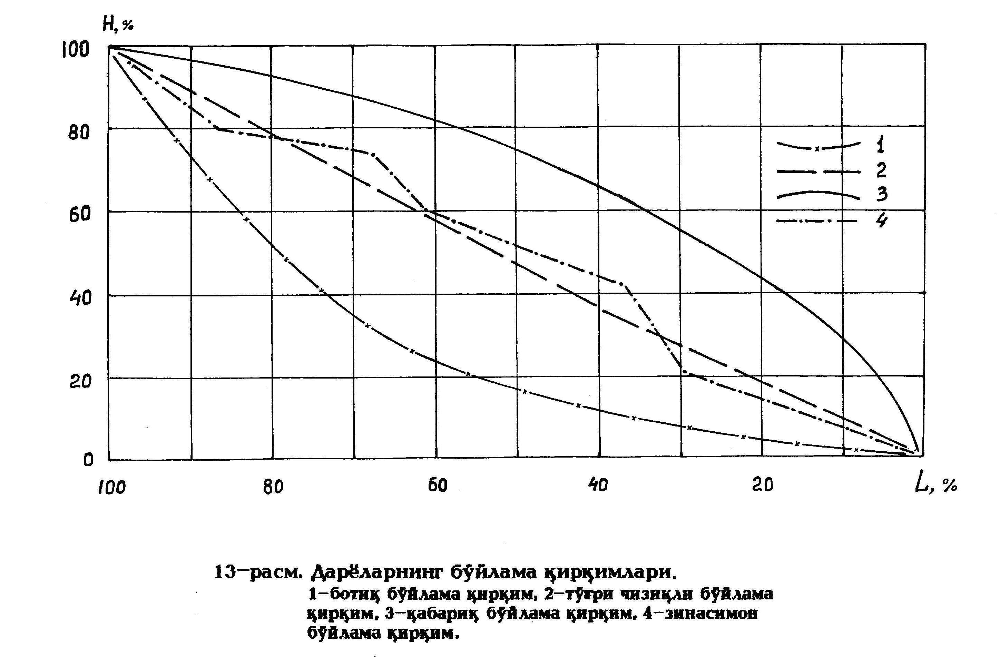 H, %
100
80
60
40
20
0
1
2
3
4
100 80 60 40 20 L, %
13—расм. Дарёларнинг бўйлама қирқимлари.
1—ботиқ бўйлама қирқим, 2—тўғри чизиқли бўйлама
қирқим, 3—қабариқ бўйлама қирқим, 4—зинасимон
бўйлама қирқим.